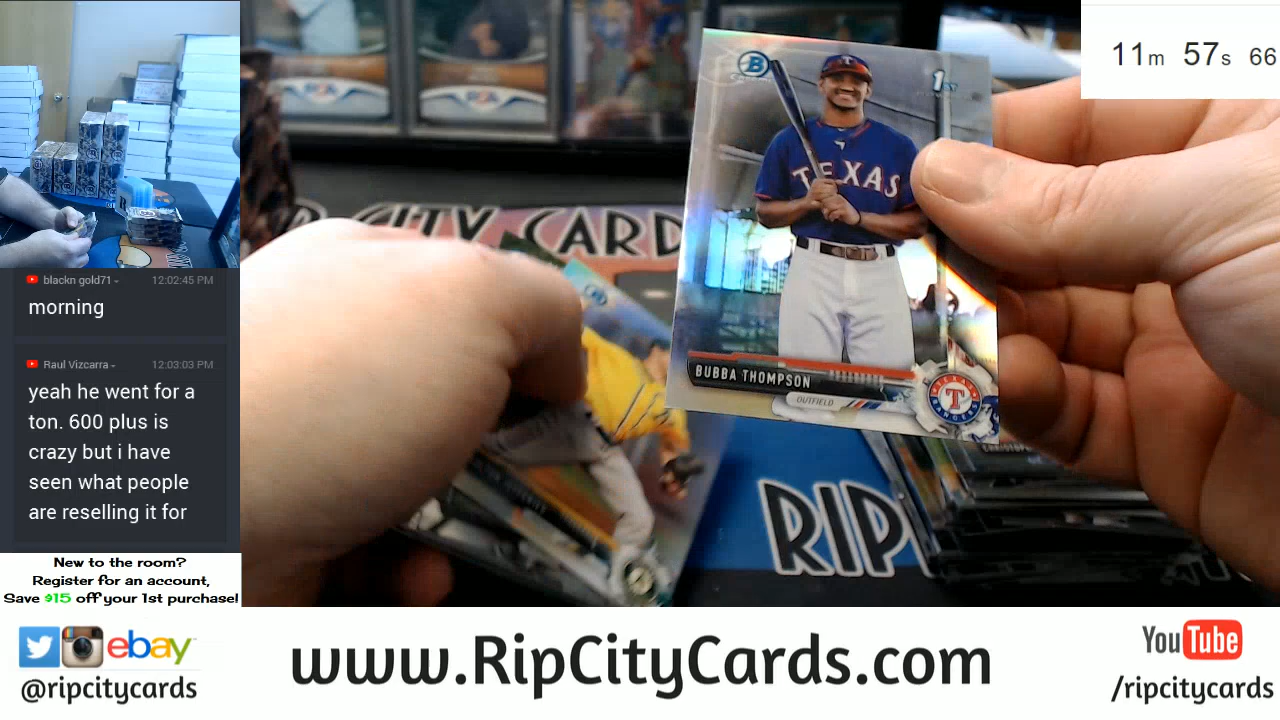 11m 57s 66
B
1ST
TEXAS
BUBBA THOMPSON
OUTFIELD
TEXAS
T
RANGERS
CITY CARD
RIP
blackn gold71
12:02:45 PM
morning
Raul Vizcarra
12:03:03 PM
yeah he went for a
ton. 600 plus is
crazy but i have
seen what people
are reselling it for
New to the room?
Register for an account,
Save $15 off your 1st purchase!
ebay
@ripcitycards
www.RipCityCards.com
YouTube
/ripcitycards